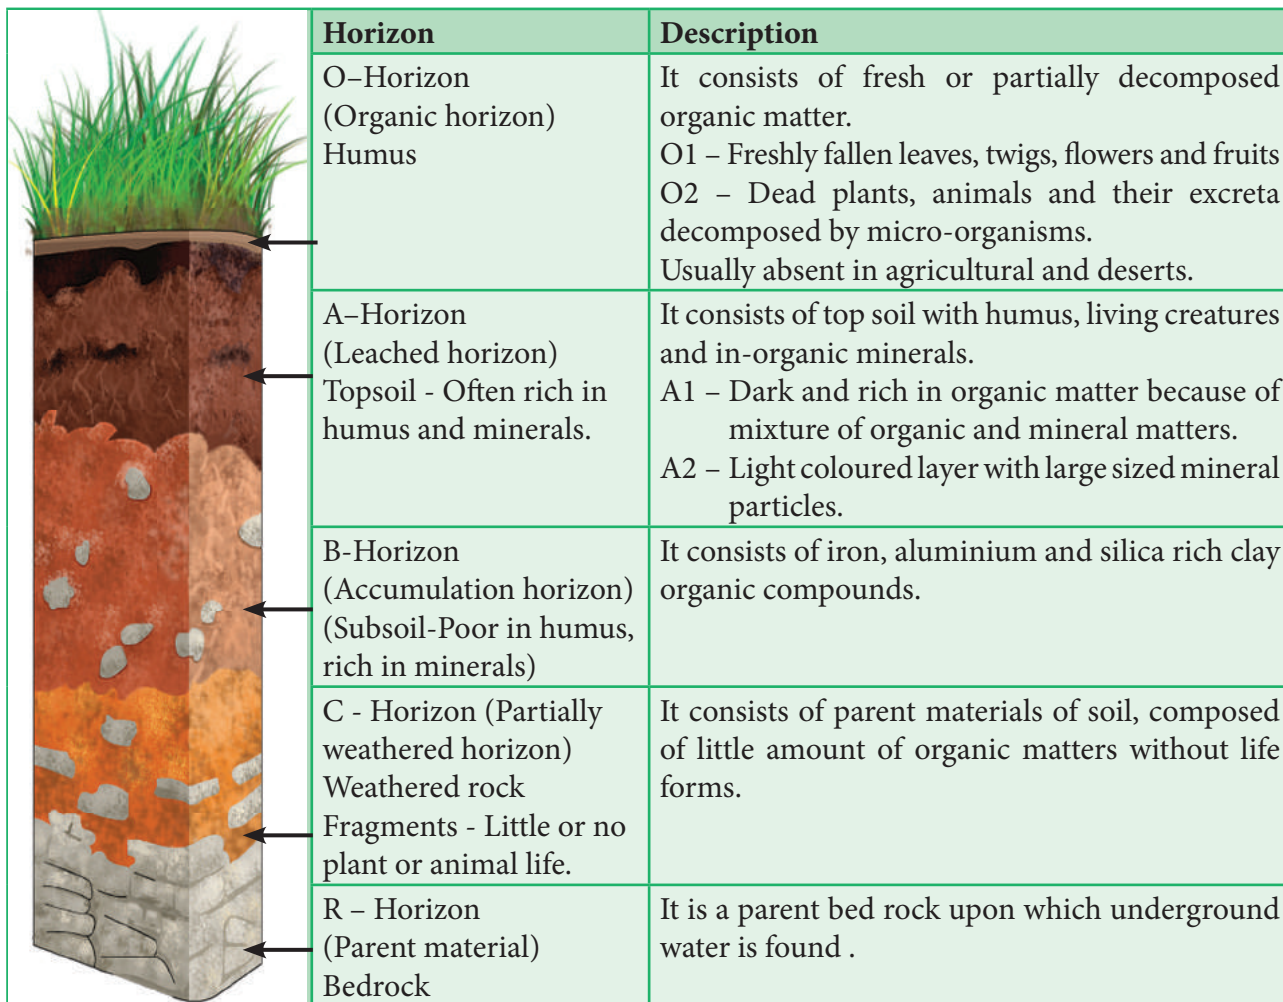 Horizon
Description
O–Horizon
(Organic horizon)
Humus
It consists of fresh or partially decomposed
organic matter.
O1 – Freshly fallen leaves, twigs, flowers and fruits
O2 – Dead plants, animals and their excreta
decomposed by micro-organisms.
Usually absent in agricultural and deserts.
A–Horizon
(Leached horizon)
Topsoil - Often rich in
humus and minerals.
It consists of top soil with humus, living creatures
and in-organic minerals.
A1 – Dark and rich in organic matter because of
mixture of organic and mineral matters.
A2 – Light coloured layer with large sized mineral
particles.
B-Horizon
(Accumulation horizon)
(Subsoil-Poor in humus,
rich in minerals)
It consists of iron, aluminium and silica rich clay
organic compounds.
C - Horizon (Partially
weathered horizon)
Weathered rock
Fragments - Little or no
plant or animal life.
It consists of parent materials of soil, composed
of little amount of organic matters without life
forms.
R – Horizon
(Parent material)
Bedrock
It is a parent bed rock upon which underground
water is found .